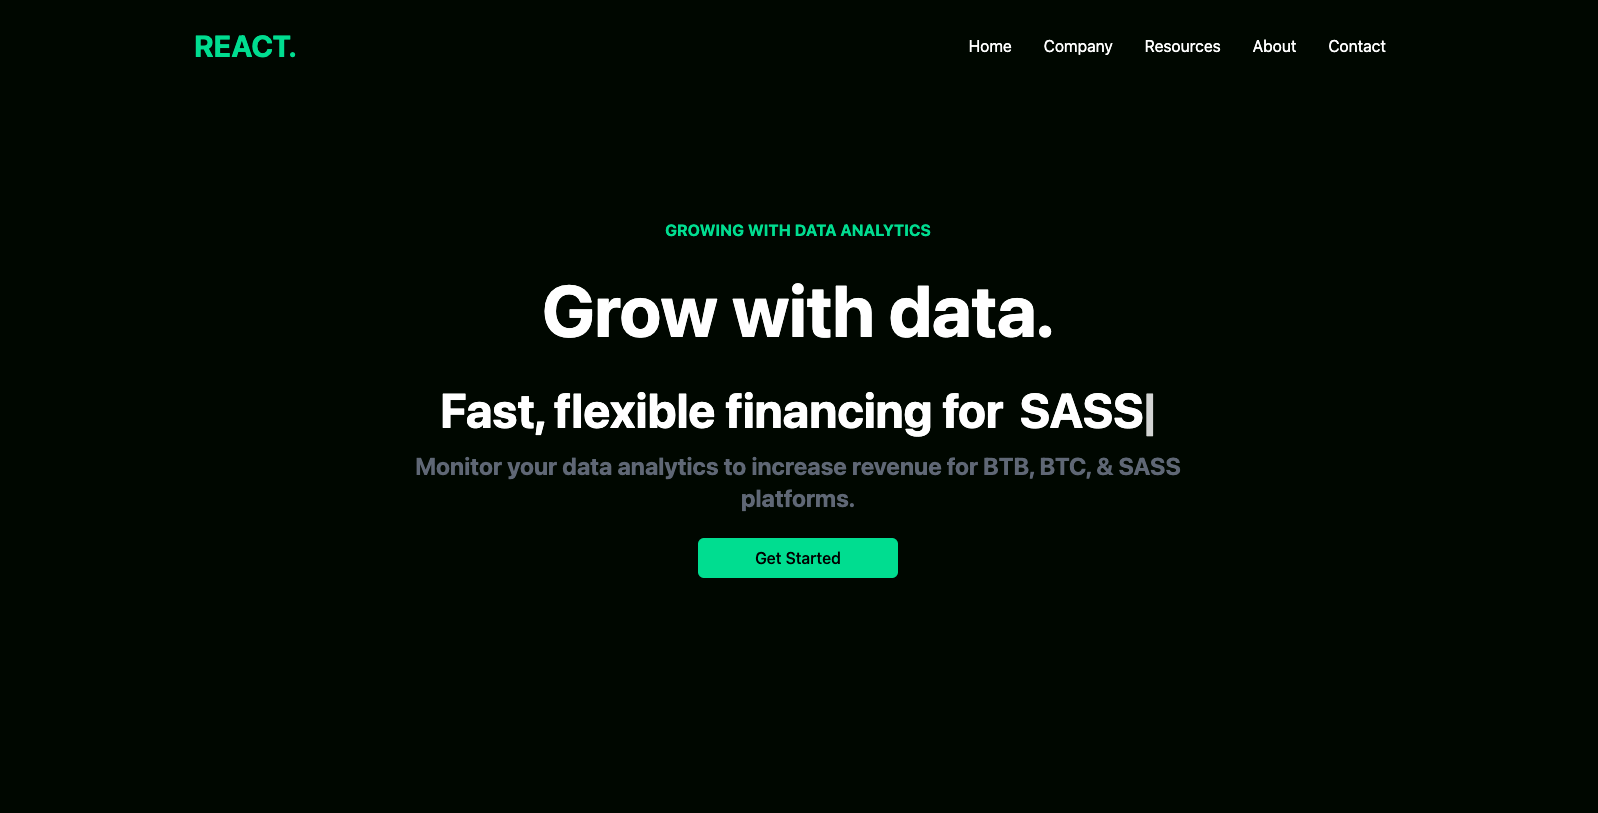 REACT.
Home Company Resources About Contact
GROWING WITH DATA ANALYTICS
Grow with data.
Fast, flexible financing for SASS|
Monitor your data analytics to increase revenue for BTB, BTC, & SASS
platforms.
Get Started